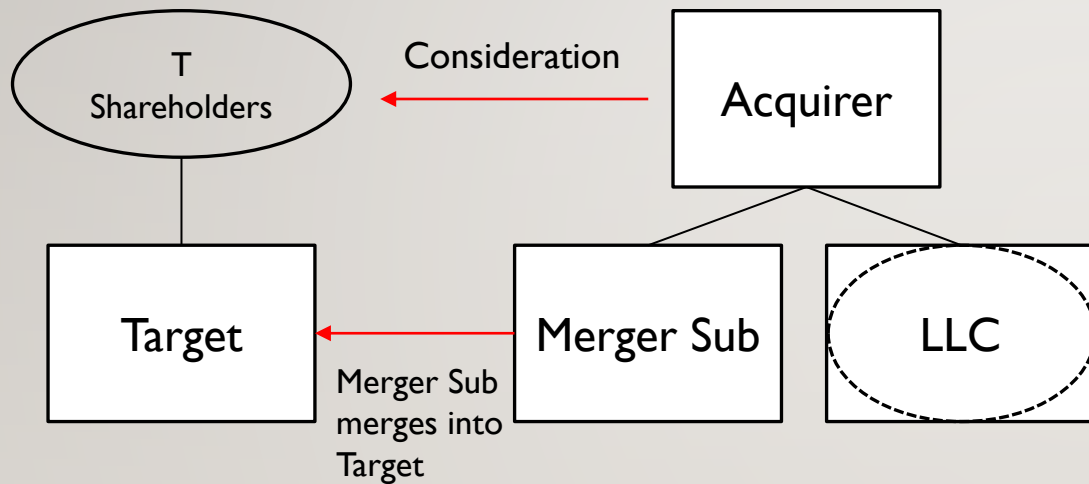 T
Shareholders
Consideration
Acquirer
Target
Merger Sub
merges into
Target
Merger Sub
LLC